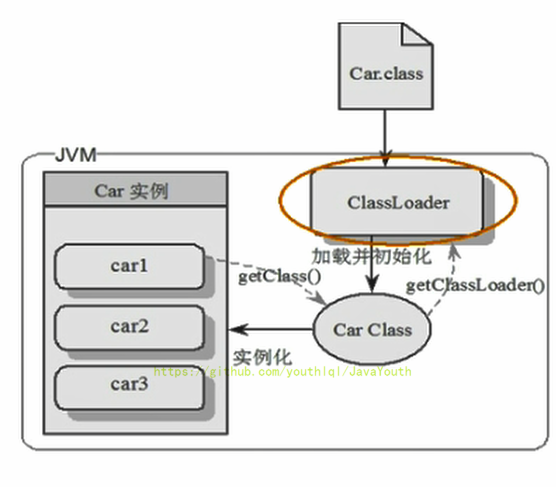 Car.class
JVM
Car 实例
ClassLoader
加载并初始化
car1
getClass()
getClassLoader()
car2
Car Class
实例化
https://github.com/youthlql/JavaYouth
car3